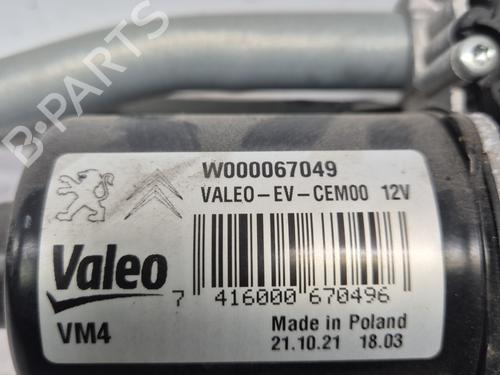 B-PARTS
W000067049
VALEO-EV-CEM00 12V
Valeo
7 416000 670496
VM4
Made in Poland
21.10.21 18.03